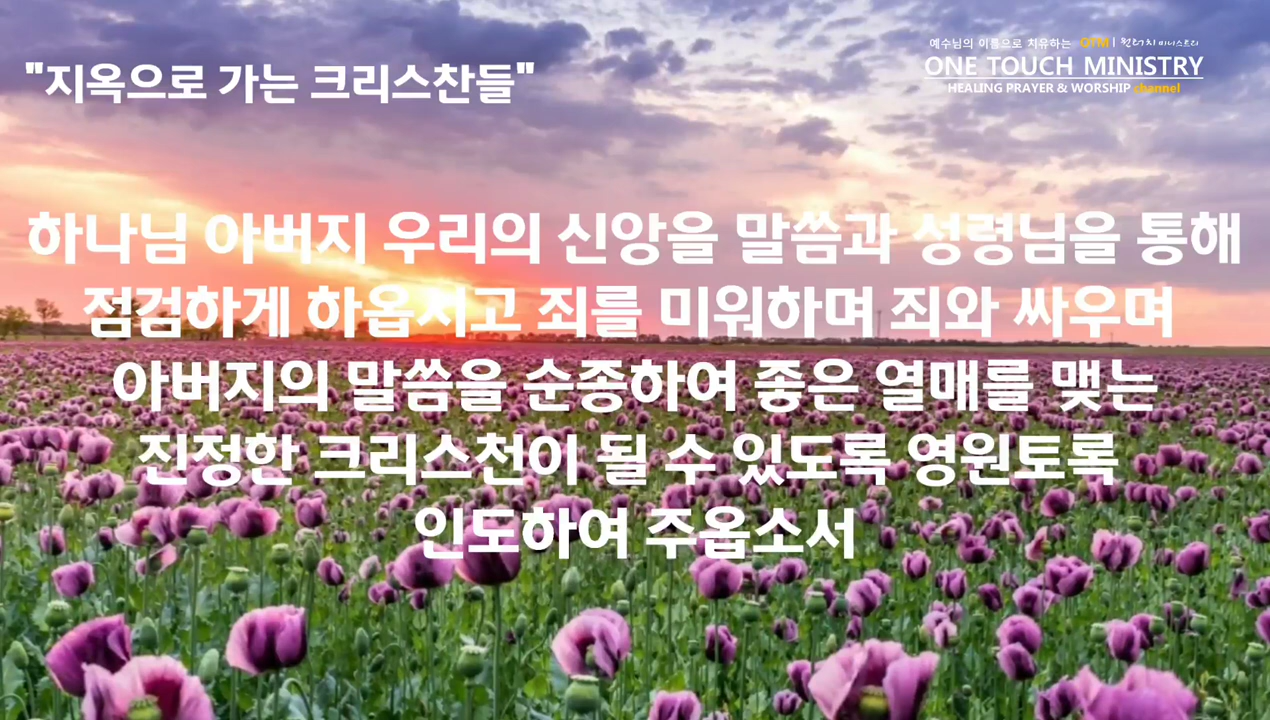 "지옥으로 가는 크리스찬들"
예수님의 이름으로 치유하는 OTM | 원터치 미니스트리
ONE TOUCH MINISTRY
HEALING PRAYER & WORSHIP channel
하나님 아버지 우리의 신앙을 말씀과 성령님을 통해
점검하게 하옵시고 죄를 미워하며 죄와 싸우며
아버지의 말씀을 순종하여 좋은 열매를 맺는
진정한 크리스천이 될 수 있도록 영원토록
인도하여 주옵소서